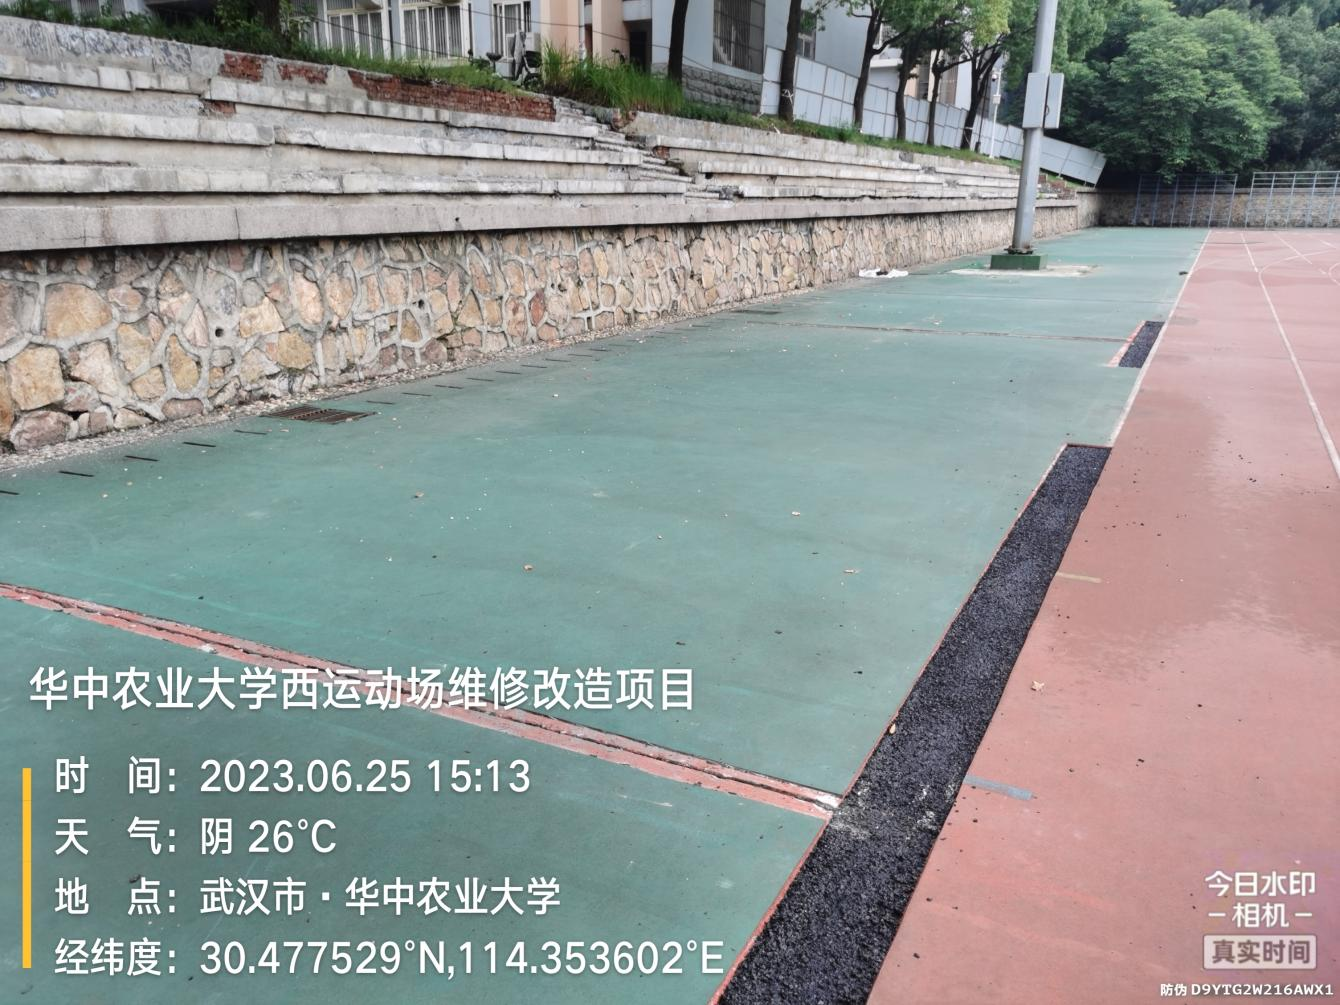 华中农业大学西运动场维修改造项目
时 间：2023.06.25 15:13
天 气：阴 26°C
地 点：武汉市·华中农业大学
经纬度：30.477529°N,114.353602°E
今日水印
-相机-
真实时间
防伪 D9YTG2W216AWX1